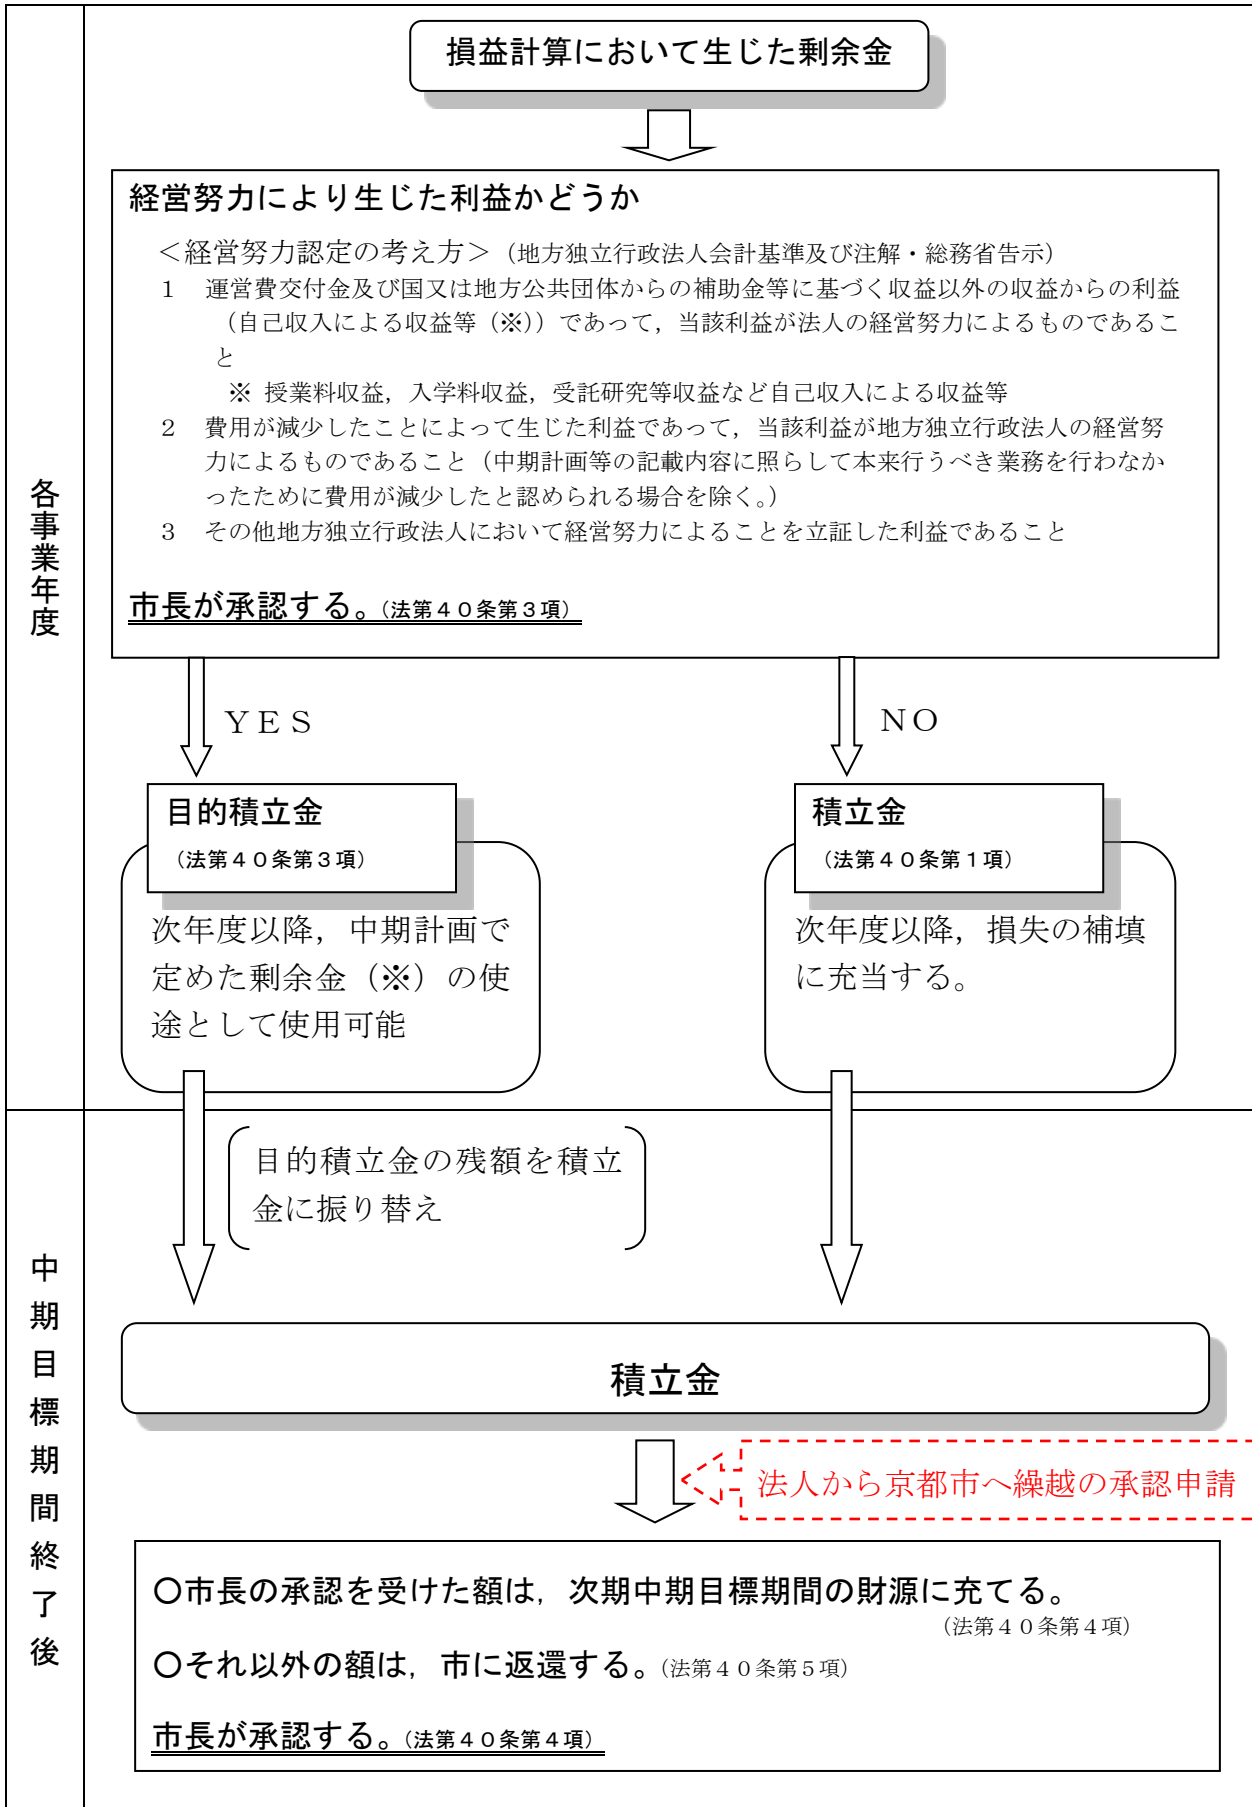 損益計算において生じた剰余金
各事業年度
経営努力により生じた利益かどうか
＜経営努力認定の考え方＞（地方独立行政法人会計基準及び注解・総務省告示）
１　運営費交付金及び国又は地方公共団体からの補助金等に基づく収益以外の収益からの利益
（自己収入による収益等（※））であって，当該利益が法人の経営努力によるものであるこ
と
※ 授業料収益，入学料収益，受託研究等収益など自己収入による収益等
２　費用が減少したことによって生じた利益であって，当該利益が地方独立行政法人の経営努
力によるものであること（中期計画等の記載内容に照らして本来行うべき業務を行わなか
ったために費用が減少したと認められる場合を除く。）
３　その他地方独立行政法人において経営努力によることを立証した利益であること
市長が承認する。（法第４０条第３項）
ＹＥＳ
ＮＯ
目的積立金
（法第４０条第３項）
次年度以降，中期計画で
定めた剰余金（※）の使
途として使用可能
積立金
（法第４０条第１項）
次年度以降，損失の補填
に充当する。
中期目標期間終了後
目的積立金の残額を積立
金に振り替え
積立金
法人から京都市へ繰越の承認申請
○市長の承認を受けた額は，次期中期目標期間の財源に充てる。
（法第４０条第４項）
○それ以外の額は，市に返還する。（法第４０条第５項）
市長が承認する。（法第４０条第４項）